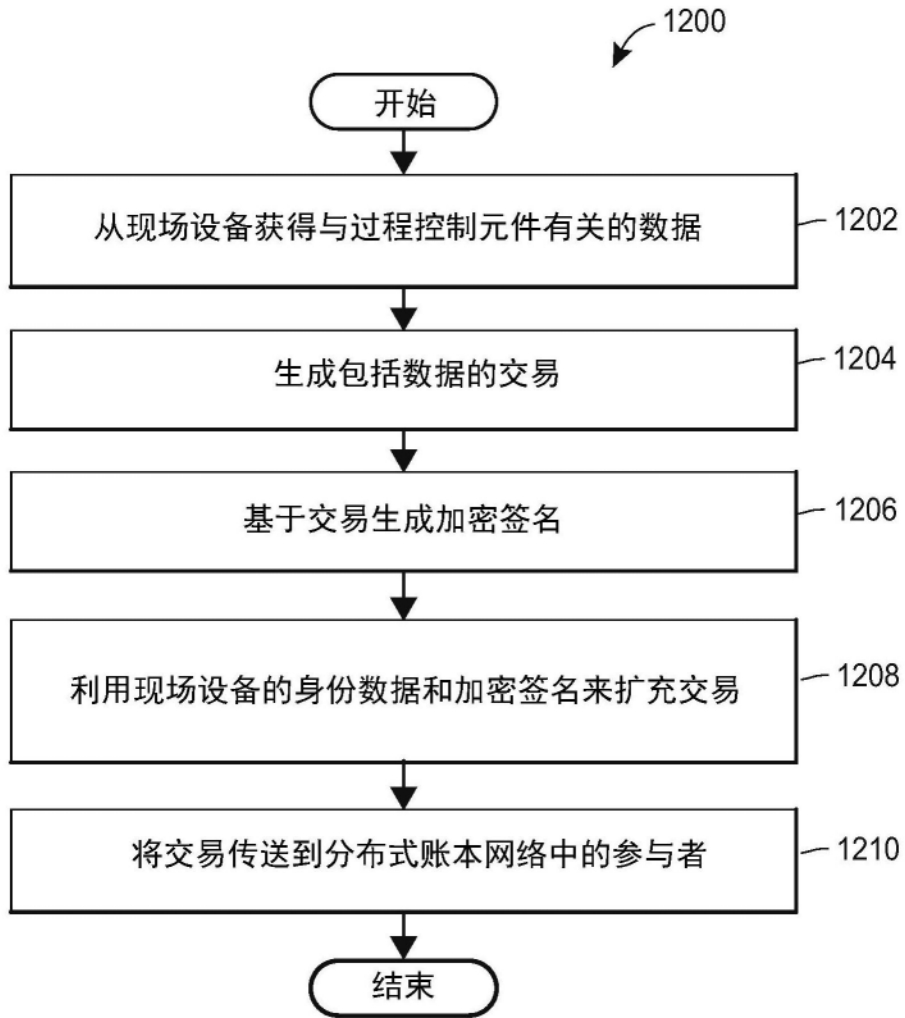 1200
开始
从现场设备获得与过程控制元件有关的数据
1202
生成包括数据的交易
1204
基于交易生成加密签名
1206
利用现场设备的身份数据和加密签名来扩充交易
1208
将交易传送到分布式账本网络中的参与者
1210
结束